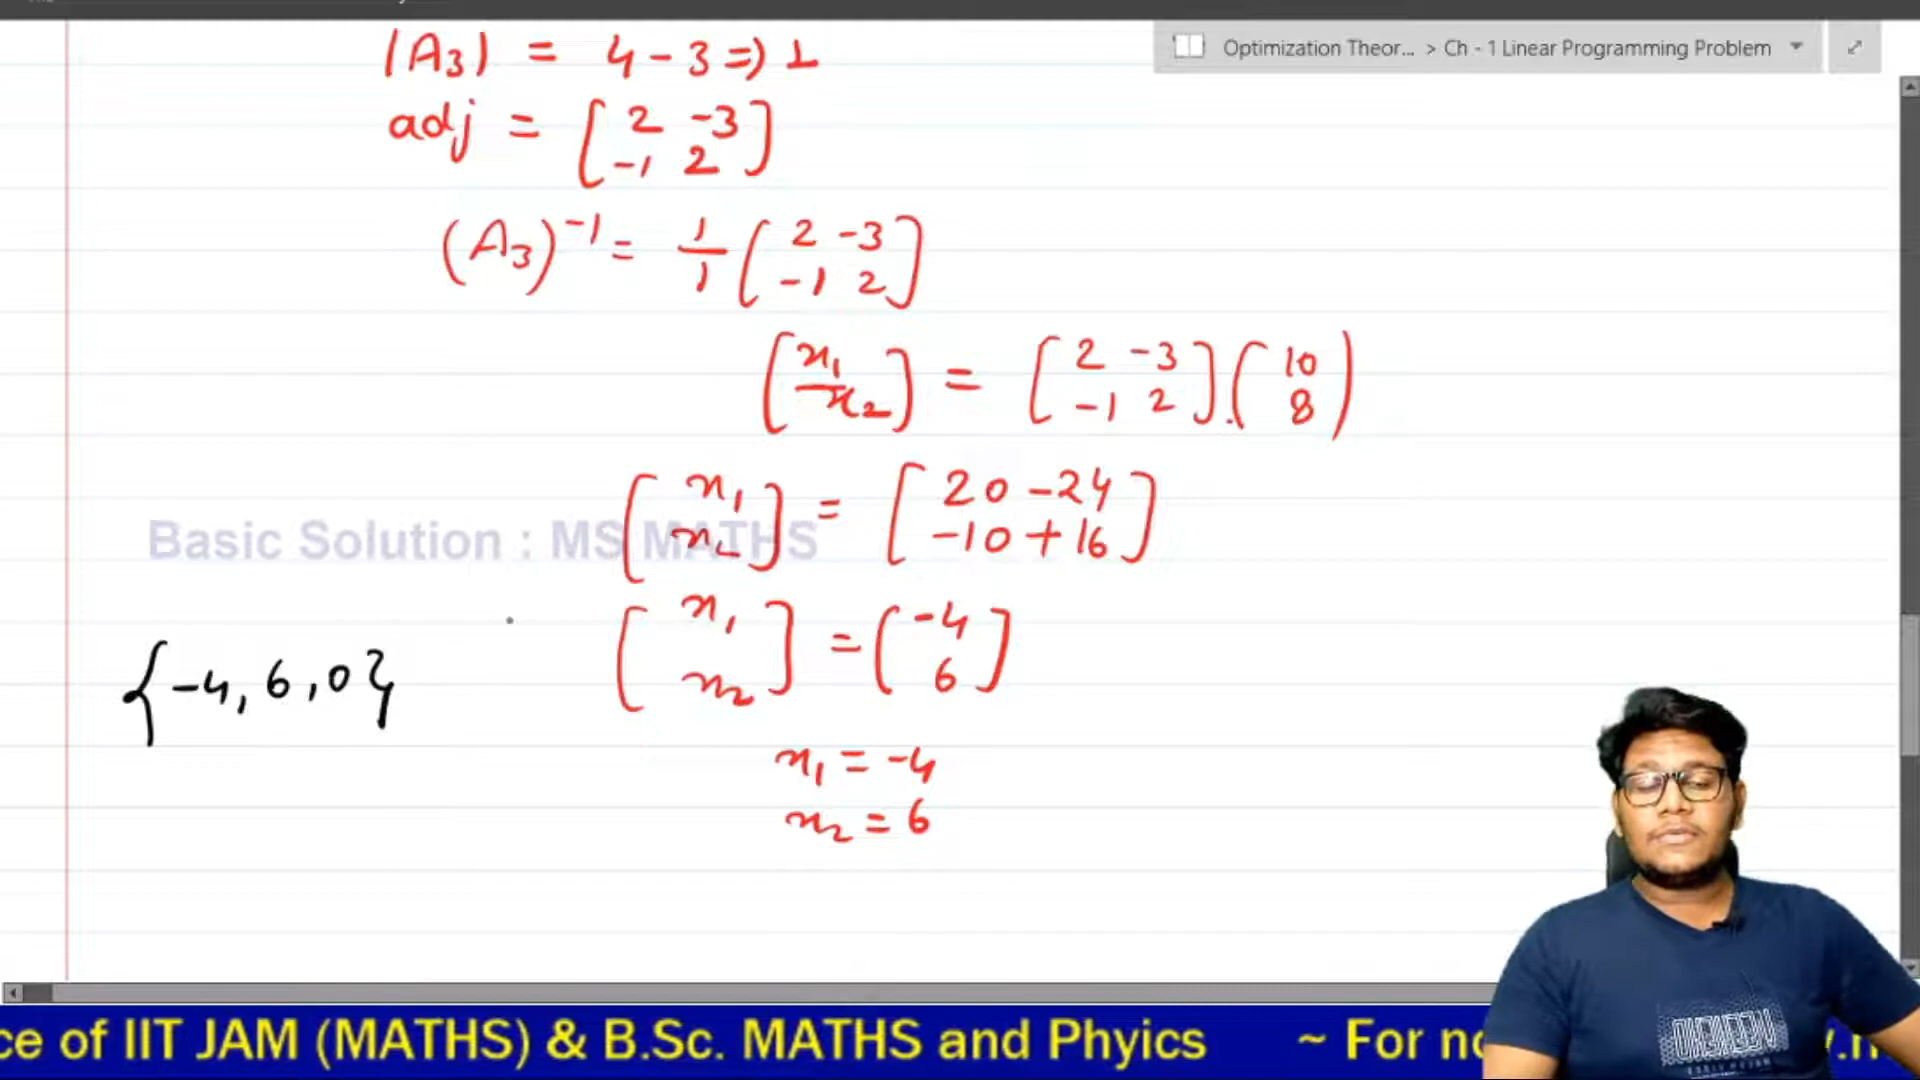 Optimization Theor... > Ch - 1 Linear Programming Problem
|A₃| = 4 - 3 => 1
adj = [2 -3
-1 2]
(A₃)⁻¹ = 1/1 [2 -3
-1 2]
[x₁
x₂] = [2 -3
-1 2] . (10
8)
[x₁
x₂] = [20 - 24
-10 + 16]
Basic Solution : MS MATHS
[x₁
x₂] = (-4
6]
{-4, 6, 0}
x₁ = -4
x₂ = 6
ce of IIT JAM (MATHS) & B.Sc. MATHS and Phyics ~ For